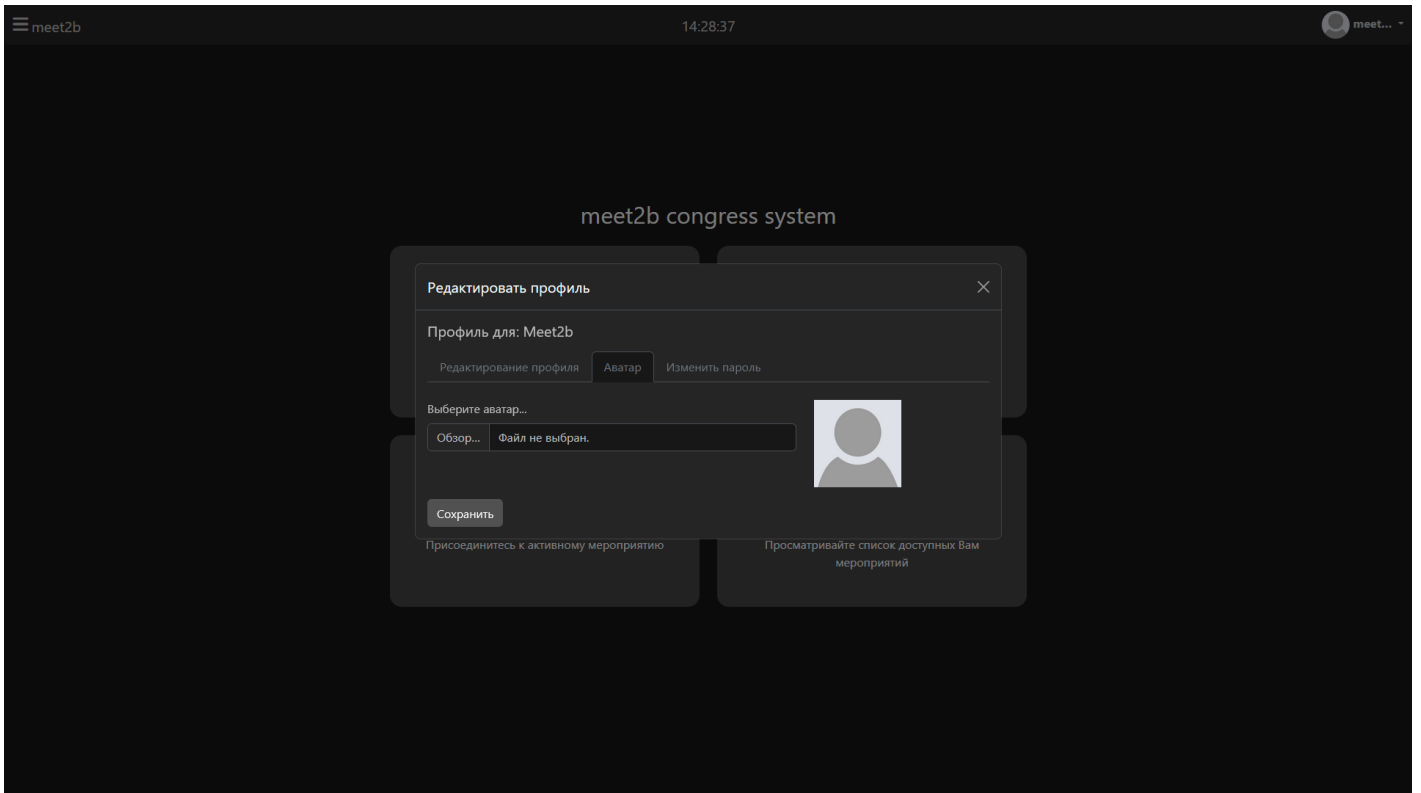 meet2b
14:28:37
meet...
meet2b congress system
Редактировать профиль
Профиль для: Meet2b
Редактирование профиля
Аватар
Изменить пароль
Выберите аватар...
Обзор...
Файл не выбран.
Сохранить
Присоединитесь к активному мероприятию
Просматривайте список доступных Вам
мероприятий